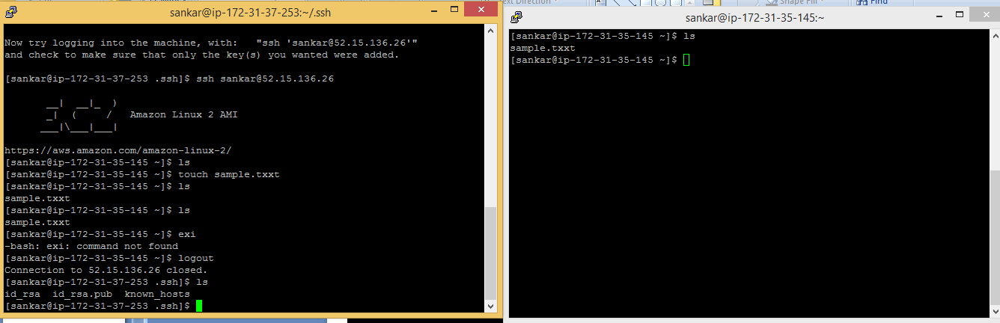 sankar@ip-172-31-37-253:~/.ssh
Now try logging into the machine, with:   "ssh 'sankar@52.15.136.26'"
and check to make sure that only the key(s) you wanted were added.
[sankar@ip-172-31-37-253 .ssh]$ ssh sankar@52.15.136.26
       __|  __|_  )
       _|  (     /   Amazon Linux 2 AMI
      ___|\___|___|
https://aws.amazon.com/amazon-linux-2/
[sankar@ip-172-31-35-145 ~]$ ls
[sankar@ip-172-31-35-145 ~]$ touch sample.txxt
[sankar@ip-172-31-35-145 ~]$ ls
sample.txxt
[sankar@ip-172-31-35-145 ~]$ ls
sample.txxt
[sankar@ip-172-31-35-145 ~]$ exi
-bash: exi: command not found
[sankar@ip-172-31-35-145 ~]$ logout
Connection to 52.15.136.26 closed.
[sankar@ip-172-31-37-253 .ssh]$ ls
id_rsa  id_rsa.pub  known_hosts
[sankar@ip-172-31-37-253 .ssh]$
Shape Fill
Find
sankar@ip-172-31-35-145:~
[sankar@ip-172-31-35-145 ~]$ ls
sample.txxt
[sankar@ip-172-31-35-145 ~]$